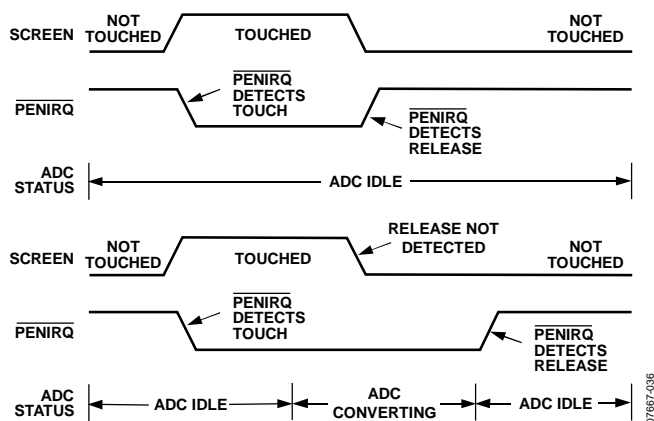 NOT
TOUCHED
SCREEN
TOUCHED
NOT
TOUCHED
PENIRQ
PENIRQ
DETECTS
TOUCH
PENIRQ
DETECTS
RELEASE
ADC
STATUS
ADC IDLE
SCREEN
NOT
TOUCHED
TOUCHED
RELEASE NOT
DETECTED
NOT
TOUCHED
PENIRQ
PENIRQ
DETECTS
TOUCH
PENIRQ
DETECTS
RELEASE
ADC
STATUS
ADC IDLE
ADC
CONVERTING
ADC IDLE
07667-036